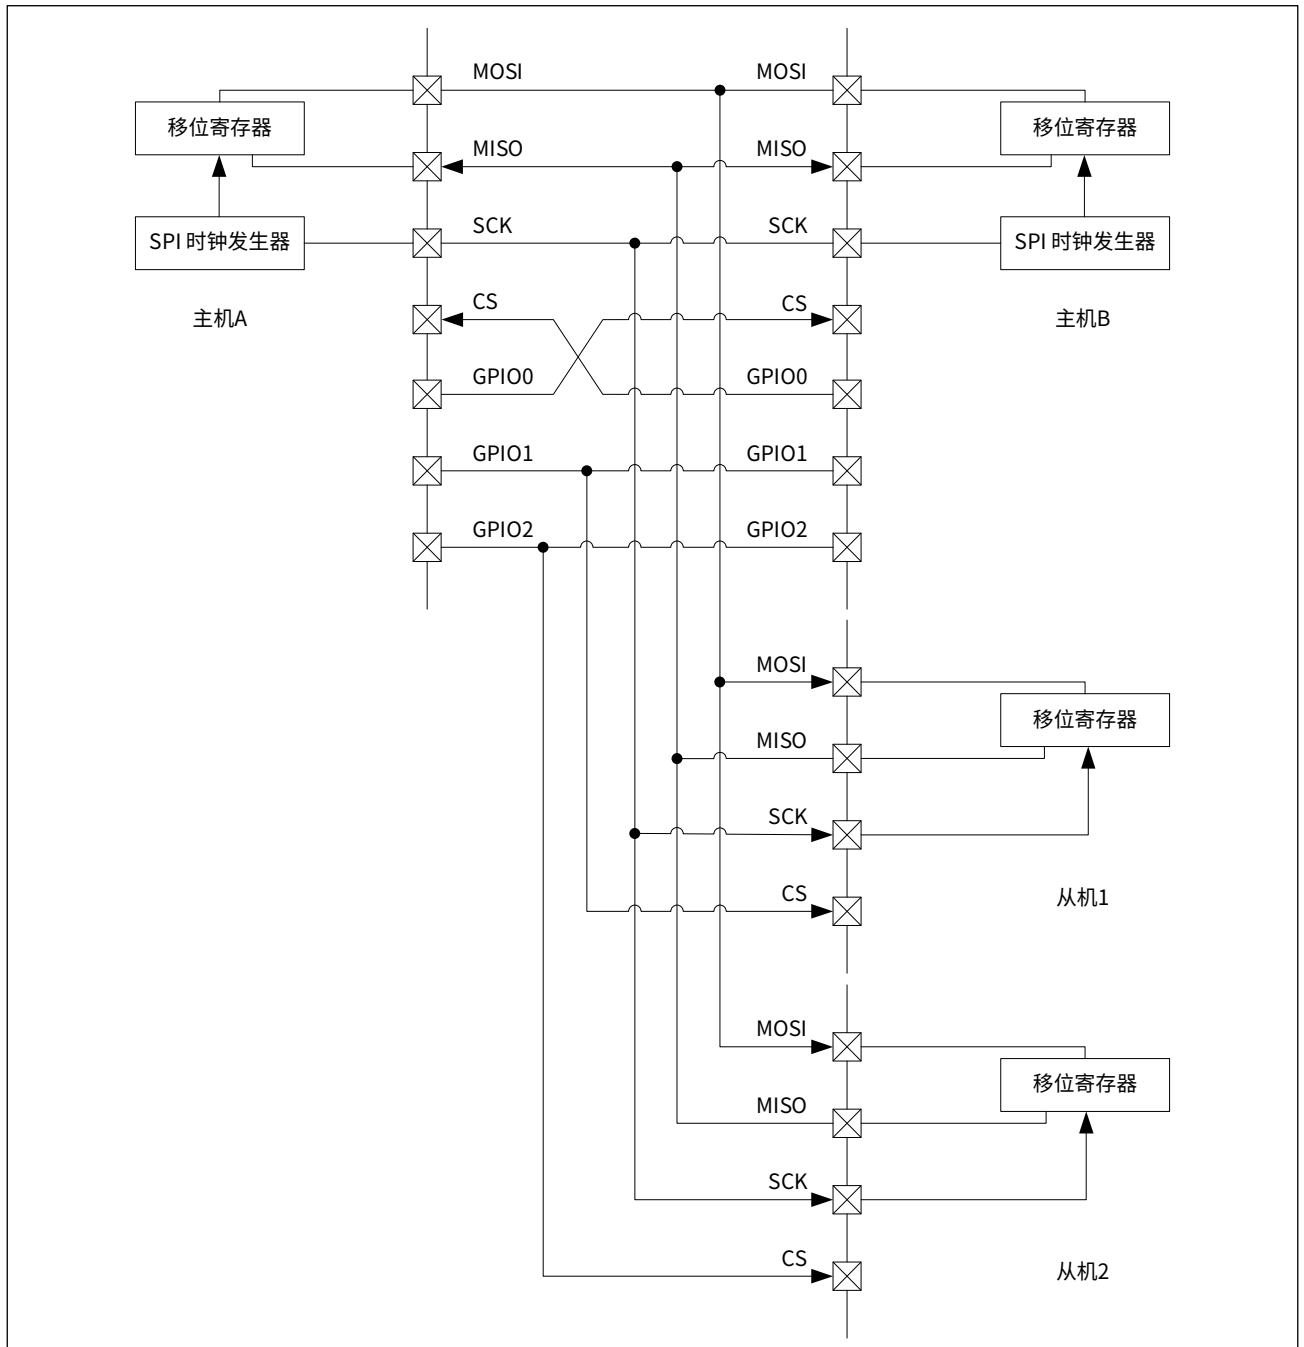 MOSI MOSI
移位寄存器 移位寄存器
MISO MISO
SCK SCK
SPI 时钟发生器 SPI 时钟发生器
CS CS
主机A 主机B
GPIO0 GPIO0
GPIO1 GPIO1
GPIO2 GPIO2
MOSI
移位寄存器
MISO
SCK
CS
从机1
MOSI
移位寄存器
MISO
SCK
CS
从机2